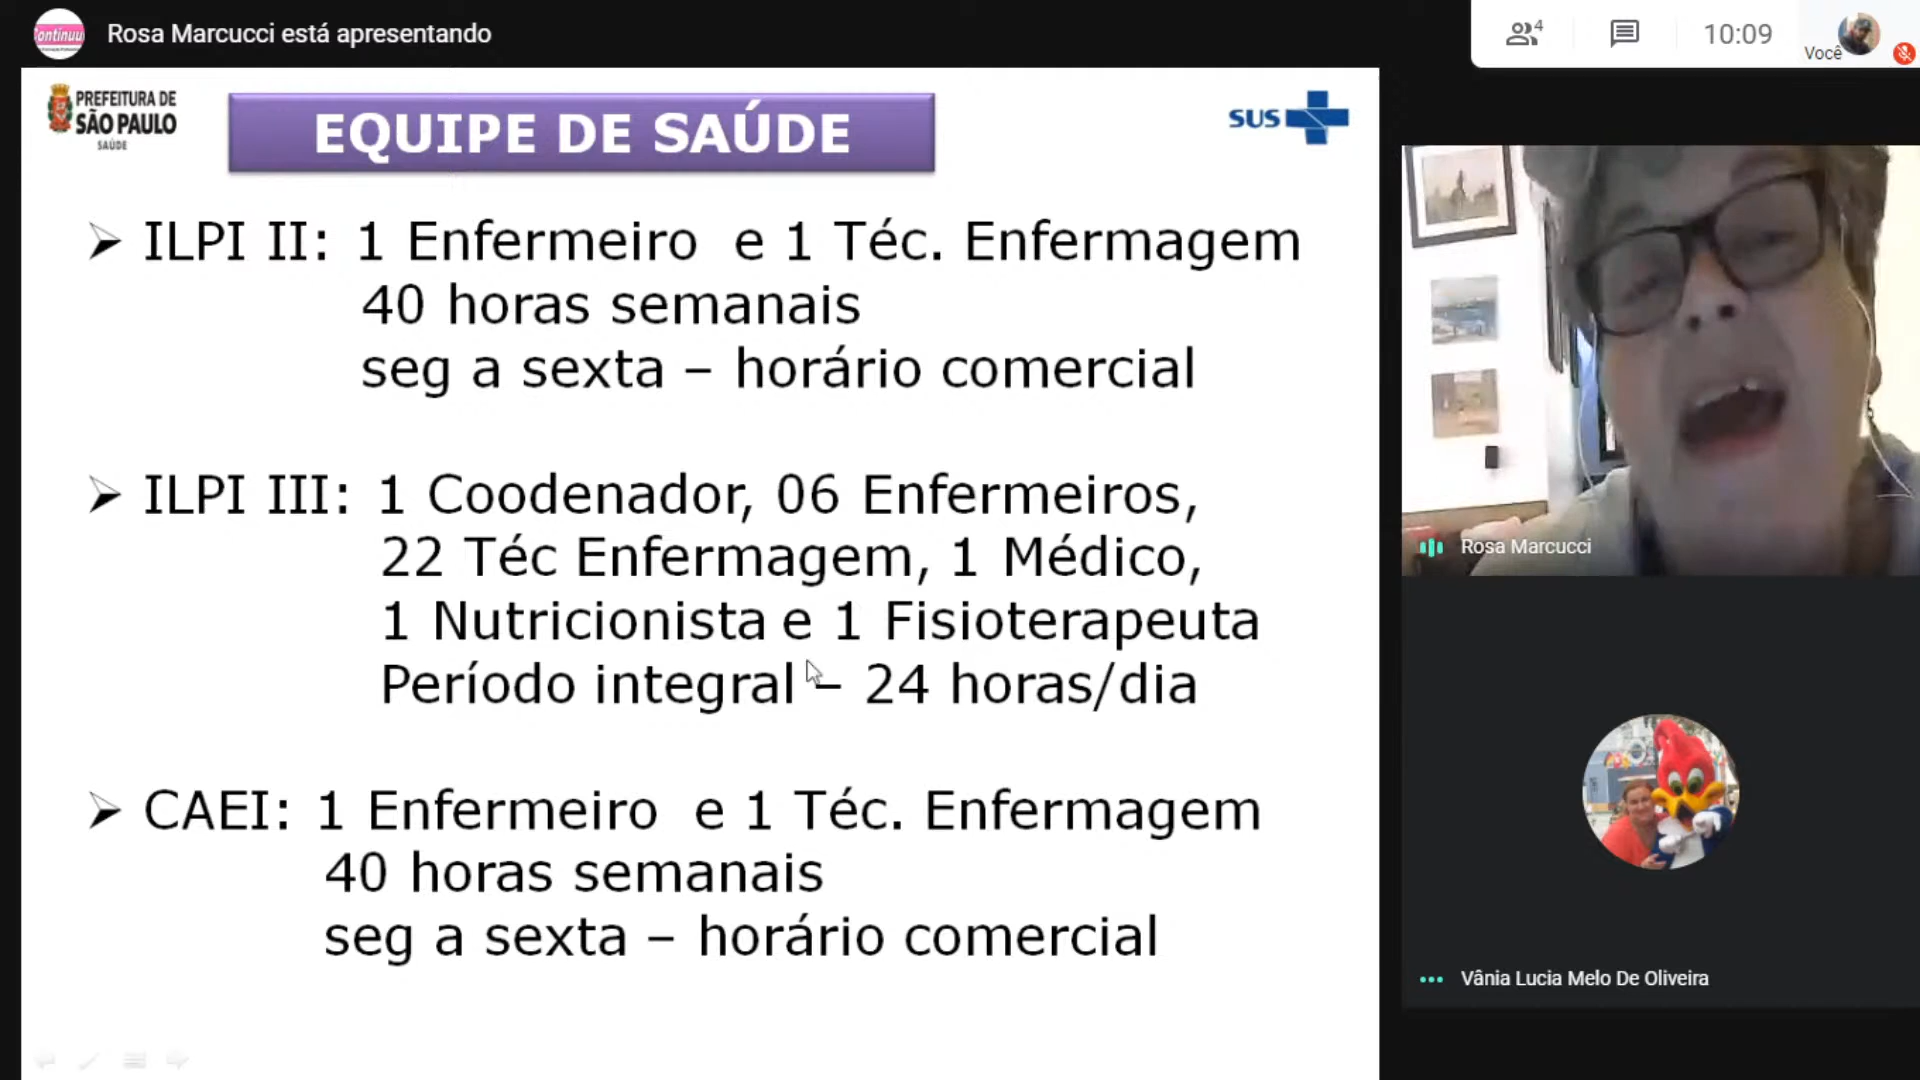 Contínuu
Rosa Marcucci está apresentando
4
10:09
Você
PREFEITURA DE
SÃO PAULO
SAÚDE
EQUIPE DE SAÚDE
SUS
ILPI II: 1 Enfermeiro e 1 Téc. Enfermagem
40 horas semanais
seg a sexta – horário comercial
ILPI III: 1 Coodenador, 06 Enfermeiros,
22 Téc Enfermagem, 1 Médico,
1 Nutricionista e 1 Fisioterapeuta
Período integral – 24 horas/dia
CAEI: 1 Enfermeiro e 1 Téc. Enfermagem
40 horas semanais
seg a sexta – horário comercial
Rosa Marcucci
Vânia Lucia Melo De Oliveira